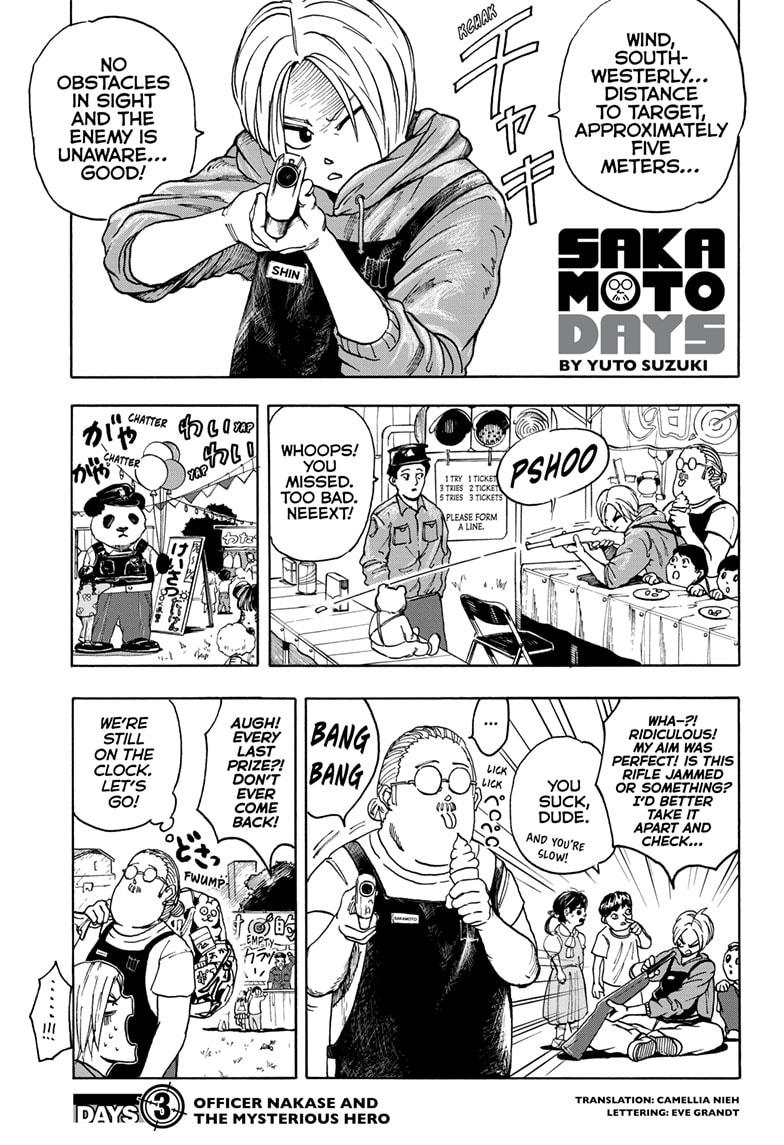 WIND,
SOUTH-
WESTERLY...
DISTANCE
TO TARGET,
APPROXIMATELY
FIVE
METERS...
KCHAK
チャキ
NO
OBSTACLES
IN SIGHT
AND THE
ENEMY IS
UNAWARE...
GOOD!
SHIN
SAKA
MOTO
DAYS
BY YUTO SUZUKI
CHATTER
がや
CHATTER
がや
わい
YAP
わい
YAP
けいさつ
WHOOPS!
YOU
MISSED.
TOO BAD.
NEEEXT!
1 TRY 1 TICKET
3 TRIES 2 TICKETS
5 TRIES 3 TICKETS
PLEASE FORM
A LINE.
PSHOO
WHA–?!
RIDICULOUS!
MY AIM WAS
PERFECT! IS THIS
RIFLE JAMMED
OR SOMETHING?
I'D BETTER
TAKE IT
APART AND
CHECK...
YOU
SUCK,
DUDE.
AND YOU'RE
SLOW!
...
LICK
LICK
BANG
BANG
SAKAMOTO
AUGH!
EVERY
LAST
PRIZE?!
DON'T
EVER
COME
BACK!
WE'RE
STILL
ON THE
CLOCK.
LET'S
GO!
どさっ
FWUMP
EMPTY
......!!!
DAYS 3
OFFICER NAKASE AND
THE MYSTERIOUS HERO
TRANSLATION: CAMELLIA NIEH
LETTERING: EVE GRANDT